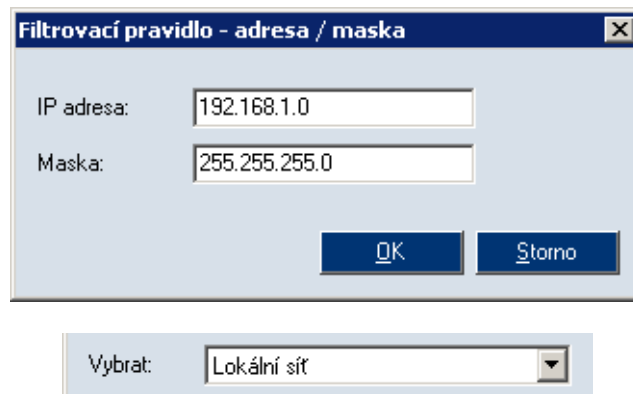 Filtrovací pravidlo - adresa / maska
IP adresa: 192.168.1.0
Maska: 255.255.255.0
OK Storno
Vybrat: Lokální síť